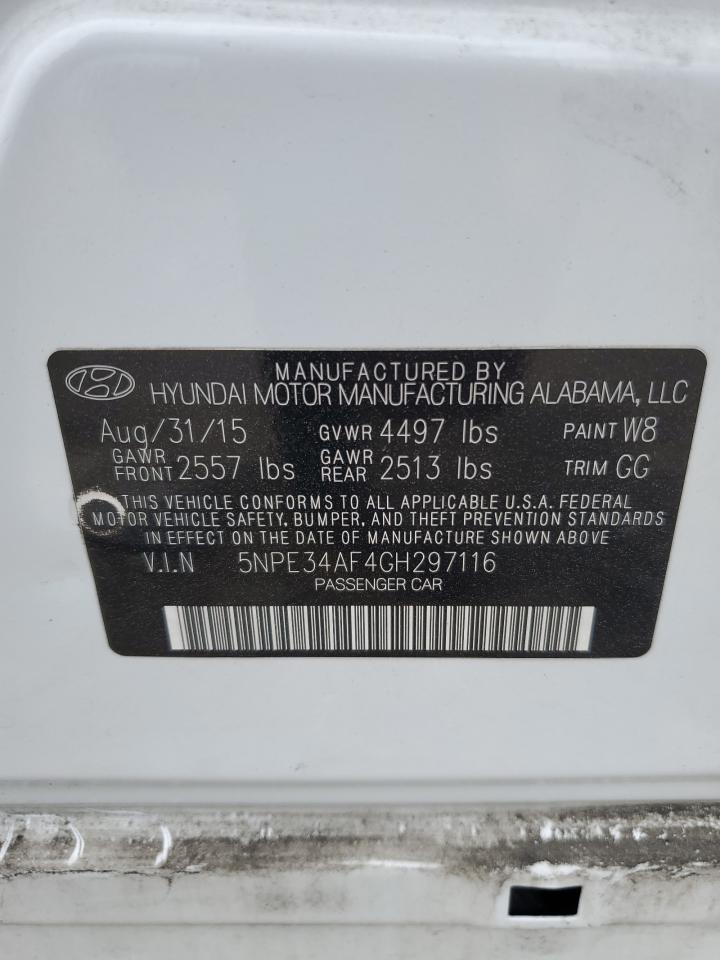 MANUFACTURED BY
HYUNDAI MOTOR MANUFACTURING ALABAMA, LLC
Aug/31/15 GVWR 4497 lbs PAINT W8
GAWR FRONT 2557 lbs GAWR REAR 2513 lbs TRIM GG
THIS VEHICLE CONFORMS TO ALL APPLICABLE U.S.A. FEDERAL
MOTOR VEHICLE SAFETY, BUMPER, AND THEFT PREVENTION STANDARDS
IN EFFECT ON THE DATE OF MANUFACTURE SHOWN ABOVE
V.I.N 5NPE34AF4GH297116
PASSENGER CAR